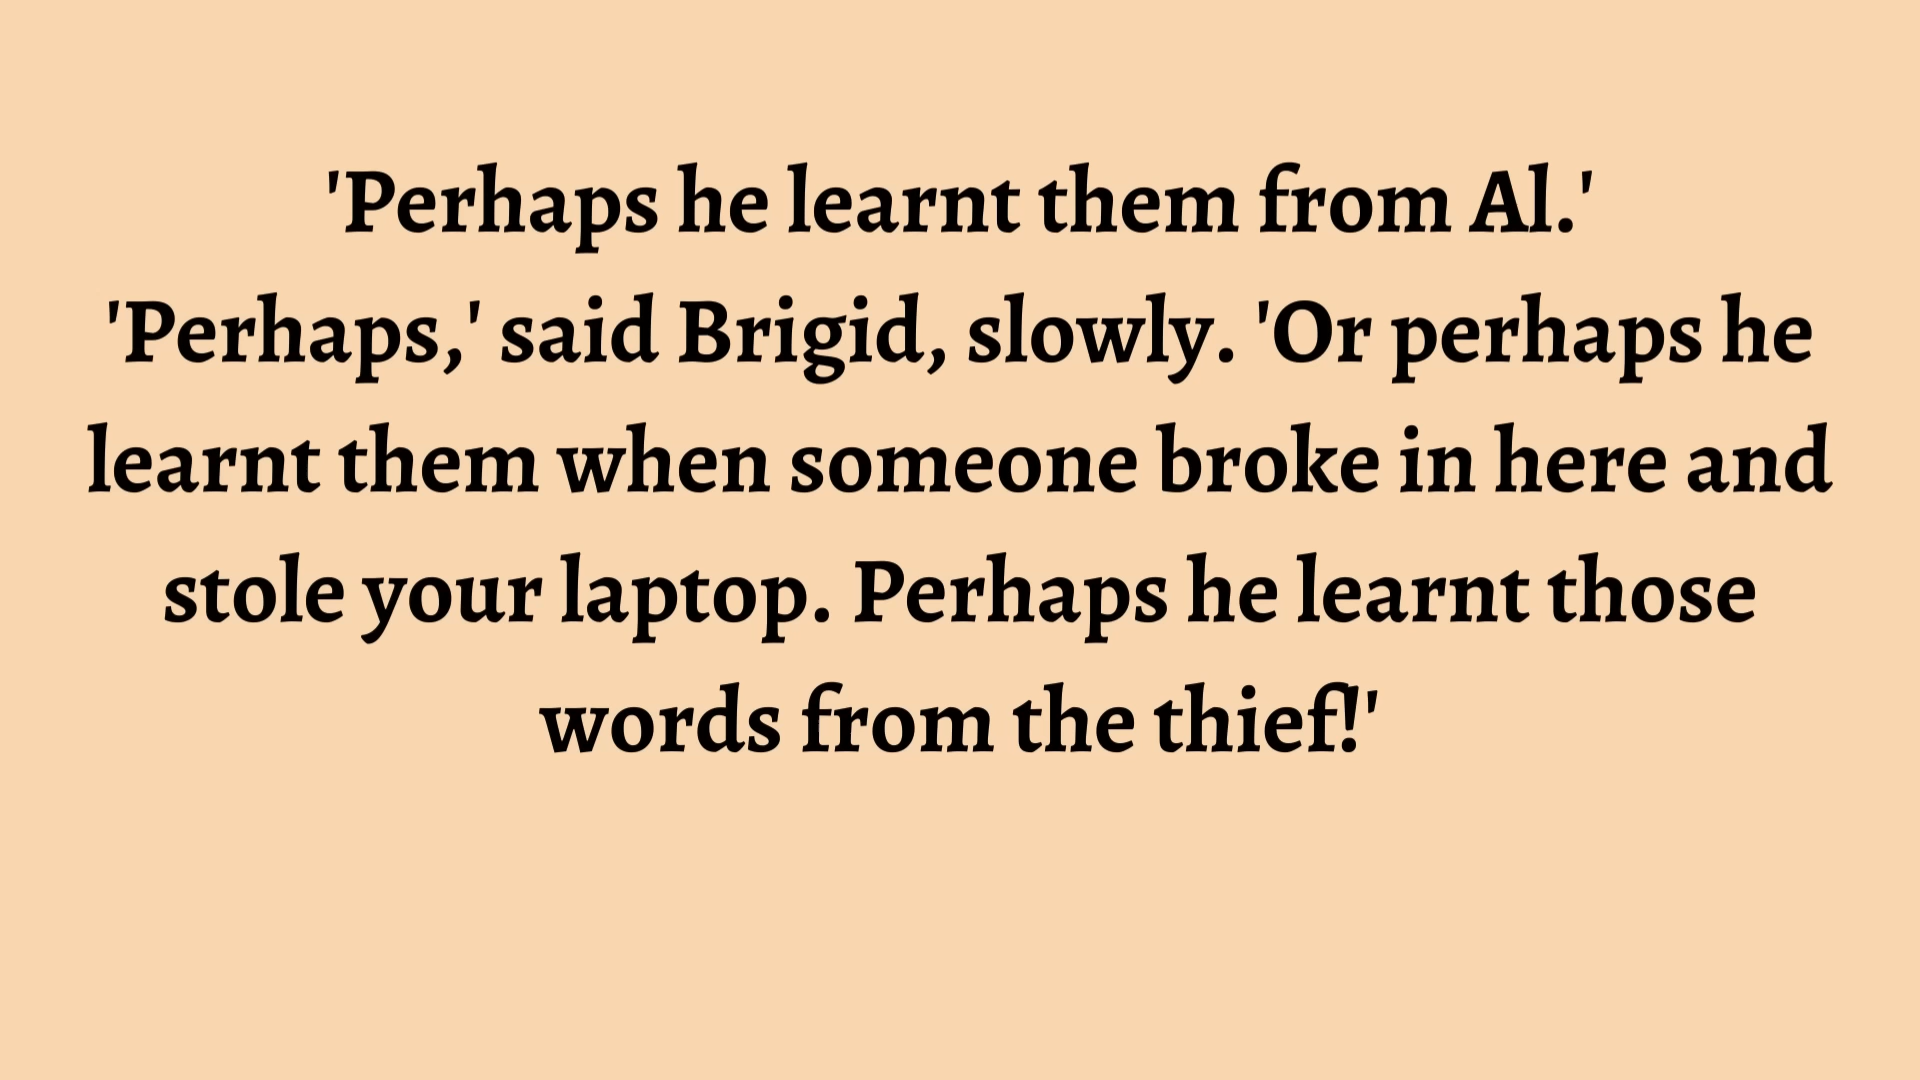 'Perhaps he learnt them from Al.'
'Perhaps,' said Brigid, slowly. 'Or perhaps he
learnt them when someone broke in here and
stole your laptop. Perhaps he learnt those
words from the thief!'